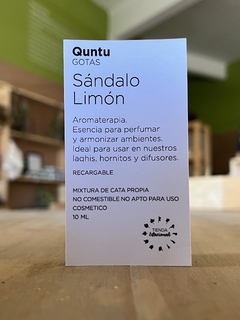 Quntu
GOTAS
Sándalo
Limón
Aromaterapia.
Esencia para perfumar
y armonizar ambientes.
Ideal para usar en nuestros
laghis, hornitos y difusores.
RECARGABLE
MIXTURA DE CATA PROPIA
NO COMESTIBLE NO APTO PARA USO
COSMETICO
10 ML
TIENDA